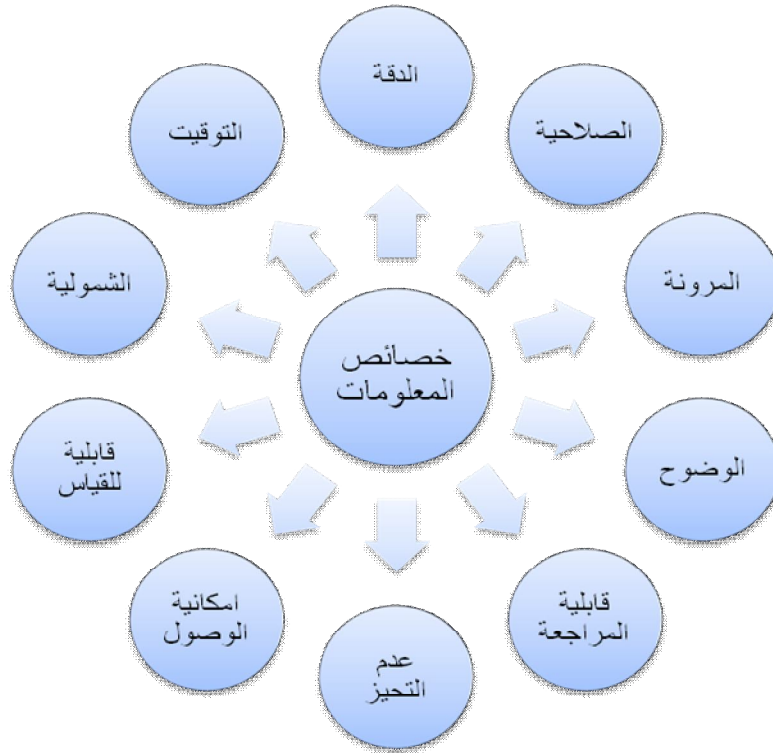 الدقة
الصلاحية
المرونة
الوضوح
قابلية
المراجعة
عدم
التحيز
امكانية
الوصول
قابلية
للقياس
الشمولية
التوقيت
خصائص
المعلومات